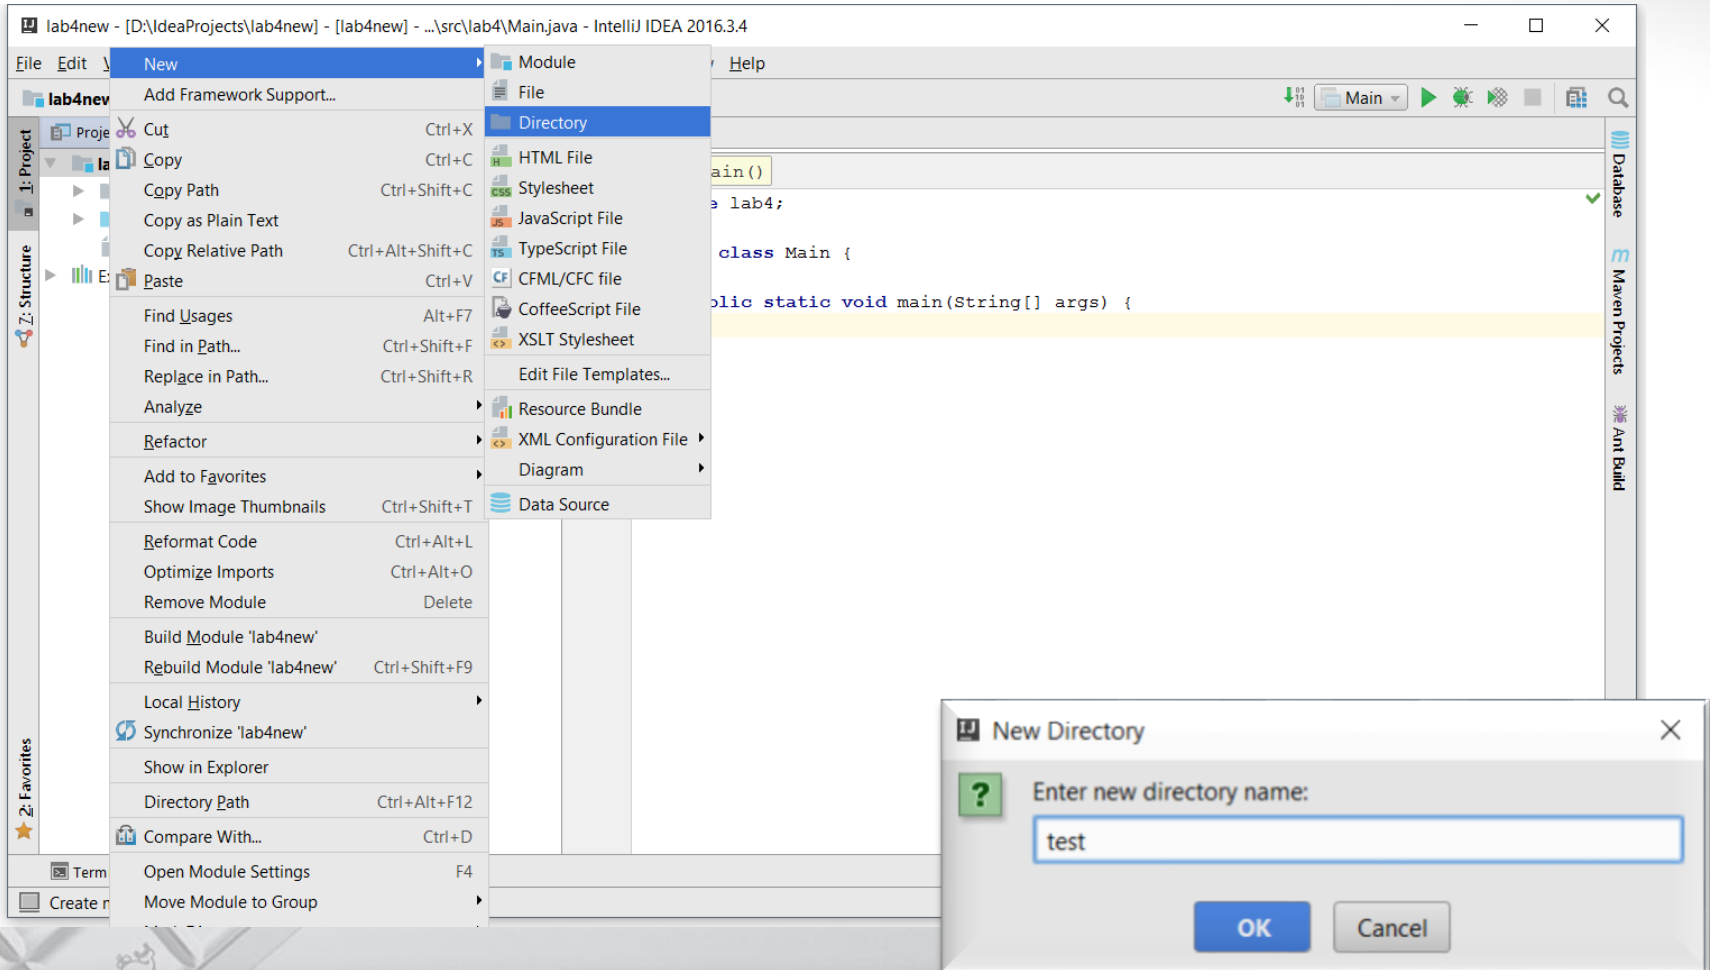 lab4new - [D:\IdeaProjects\lab4new] - [lab4new] - ...\src\lab4\Main.java - IntelliJ IDEA 2016.3.4
File Edit Help
lab4new
Main
1: Project
Z: Structure
2: Favorites
Proje
la
E
New
Add Framework Support...
Cut Ctrl+X
Copy Ctrl+C
Copy Path Ctrl+Shift+C
Copy as Plain Text
Copy Relative Path Ctrl+Alt+Shift+C
Paste Ctrl+V
Find Usages Alt+F7
Find in Path... Ctrl+Shift+F
Replace in Path... Ctrl+Shift+R
Analyze
Refactor
Add to Favorites
Show Image Thumbnails Ctrl+Shift+T
Reformat Code Ctrl+Alt+L
Optimize Imports Ctrl+Alt+O
Remove Module Delete
Build Module 'lab4new'
Rebuild Module 'lab4new' Ctrl+Shift+F9
Local History
Synchronize 'lab4new'
Show in Explorer
Directory Path Ctrl+Alt+F12
Compare With... Ctrl+D
Open Module Settings F4
Move Module to Group
Module
File
Directory
HTML File
Stylesheet
JavaScript File
TypeScript File
CFML/CFC file
CoffeeScript File
XSLT Stylesheet
Edit File Templates...
Resource Bundle
XML Configuration File
Diagram
Data Source
ain()
e lab4;
class Main {
blic static void main(String[] args) {
Database
Maven Projects
Ant Build
Term
Create n
New Directory
Enter new directory name:
test
OK Cancel